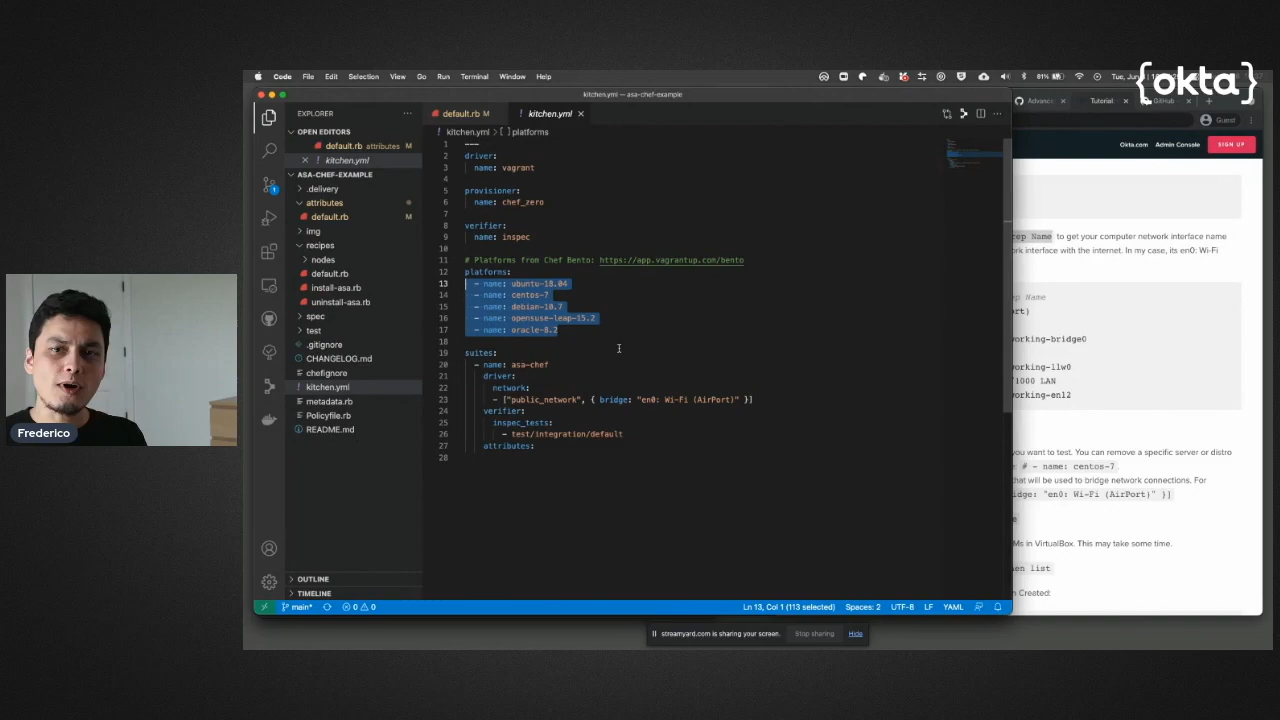 {okta}
Code File Edit Selection View Go Run Terminal Window Help
81%
Tue, Jun
kitchen.yml — asa-chef-example
EXPLORER
OPEN EDITORS
default.rb attributes M
kitchen.yml
ASA-CHEF-EXAMPLE
.delivery
attributes
default.rb M
img
recipes
nodes
default.rb
install-asa.rb
uninstall-asa.rb
spec
test
.gitignore
CHANGELOG.md
chefignore
kitchen.yml
metadata.rb
Policyfile.rb
README.md
OUTLINE
TIMELINE
default.rb M
kitchen.yml
kitchen.yml > [ ] platforms
1 ---
2 driver:
3 name: vagrant
4
5 provisioner:
6 name: chef_zero
7
8 verifier:
9 name: inspec
10
11 # Platforms from Chef Bento: https://app.vagrantup.com/bento
12 platforms:
13 - name: ubuntu-18.04
14 - name: centos-7
15 - name: debian-10.7
16 - name: opensuse-leap-15.2
17 - name: oracle-8.2
18
19 suites:
20 - name: asa-chef
21 driver:
22 network:
23 - ["public_network", { bridge: "en0: Wi-Fi (AirPort)" }]
24 verifier:
25 inspec_tests:
26 - test/integration/default
27 attributes:
28
main*
0 0
Ln 13, Col 1 (113 selected) Spaces: 2 UTF-8 LF YAML
Advanc
Tutorial
GitHub
Guest
Okta.com Admin Console SIGN UP
cep Name to get your computer network interface name
rk interface with the internet. In my case, its en0: Wi-Fi
cep Name
ort)
working-bridge0
working-llw0
/1000 LAN
working-en12
you want to test. You can remove a specific server or distro
# - name: centos-7.
that will be used to bridge network connections. For
idge: "en0: Wi-Fi (AirPort)" }]
Ms in VirtualBox. This may take some time.
hen list
n Created:
Frederico
streamyard.com is sharing your screen. Stop sharing Hide